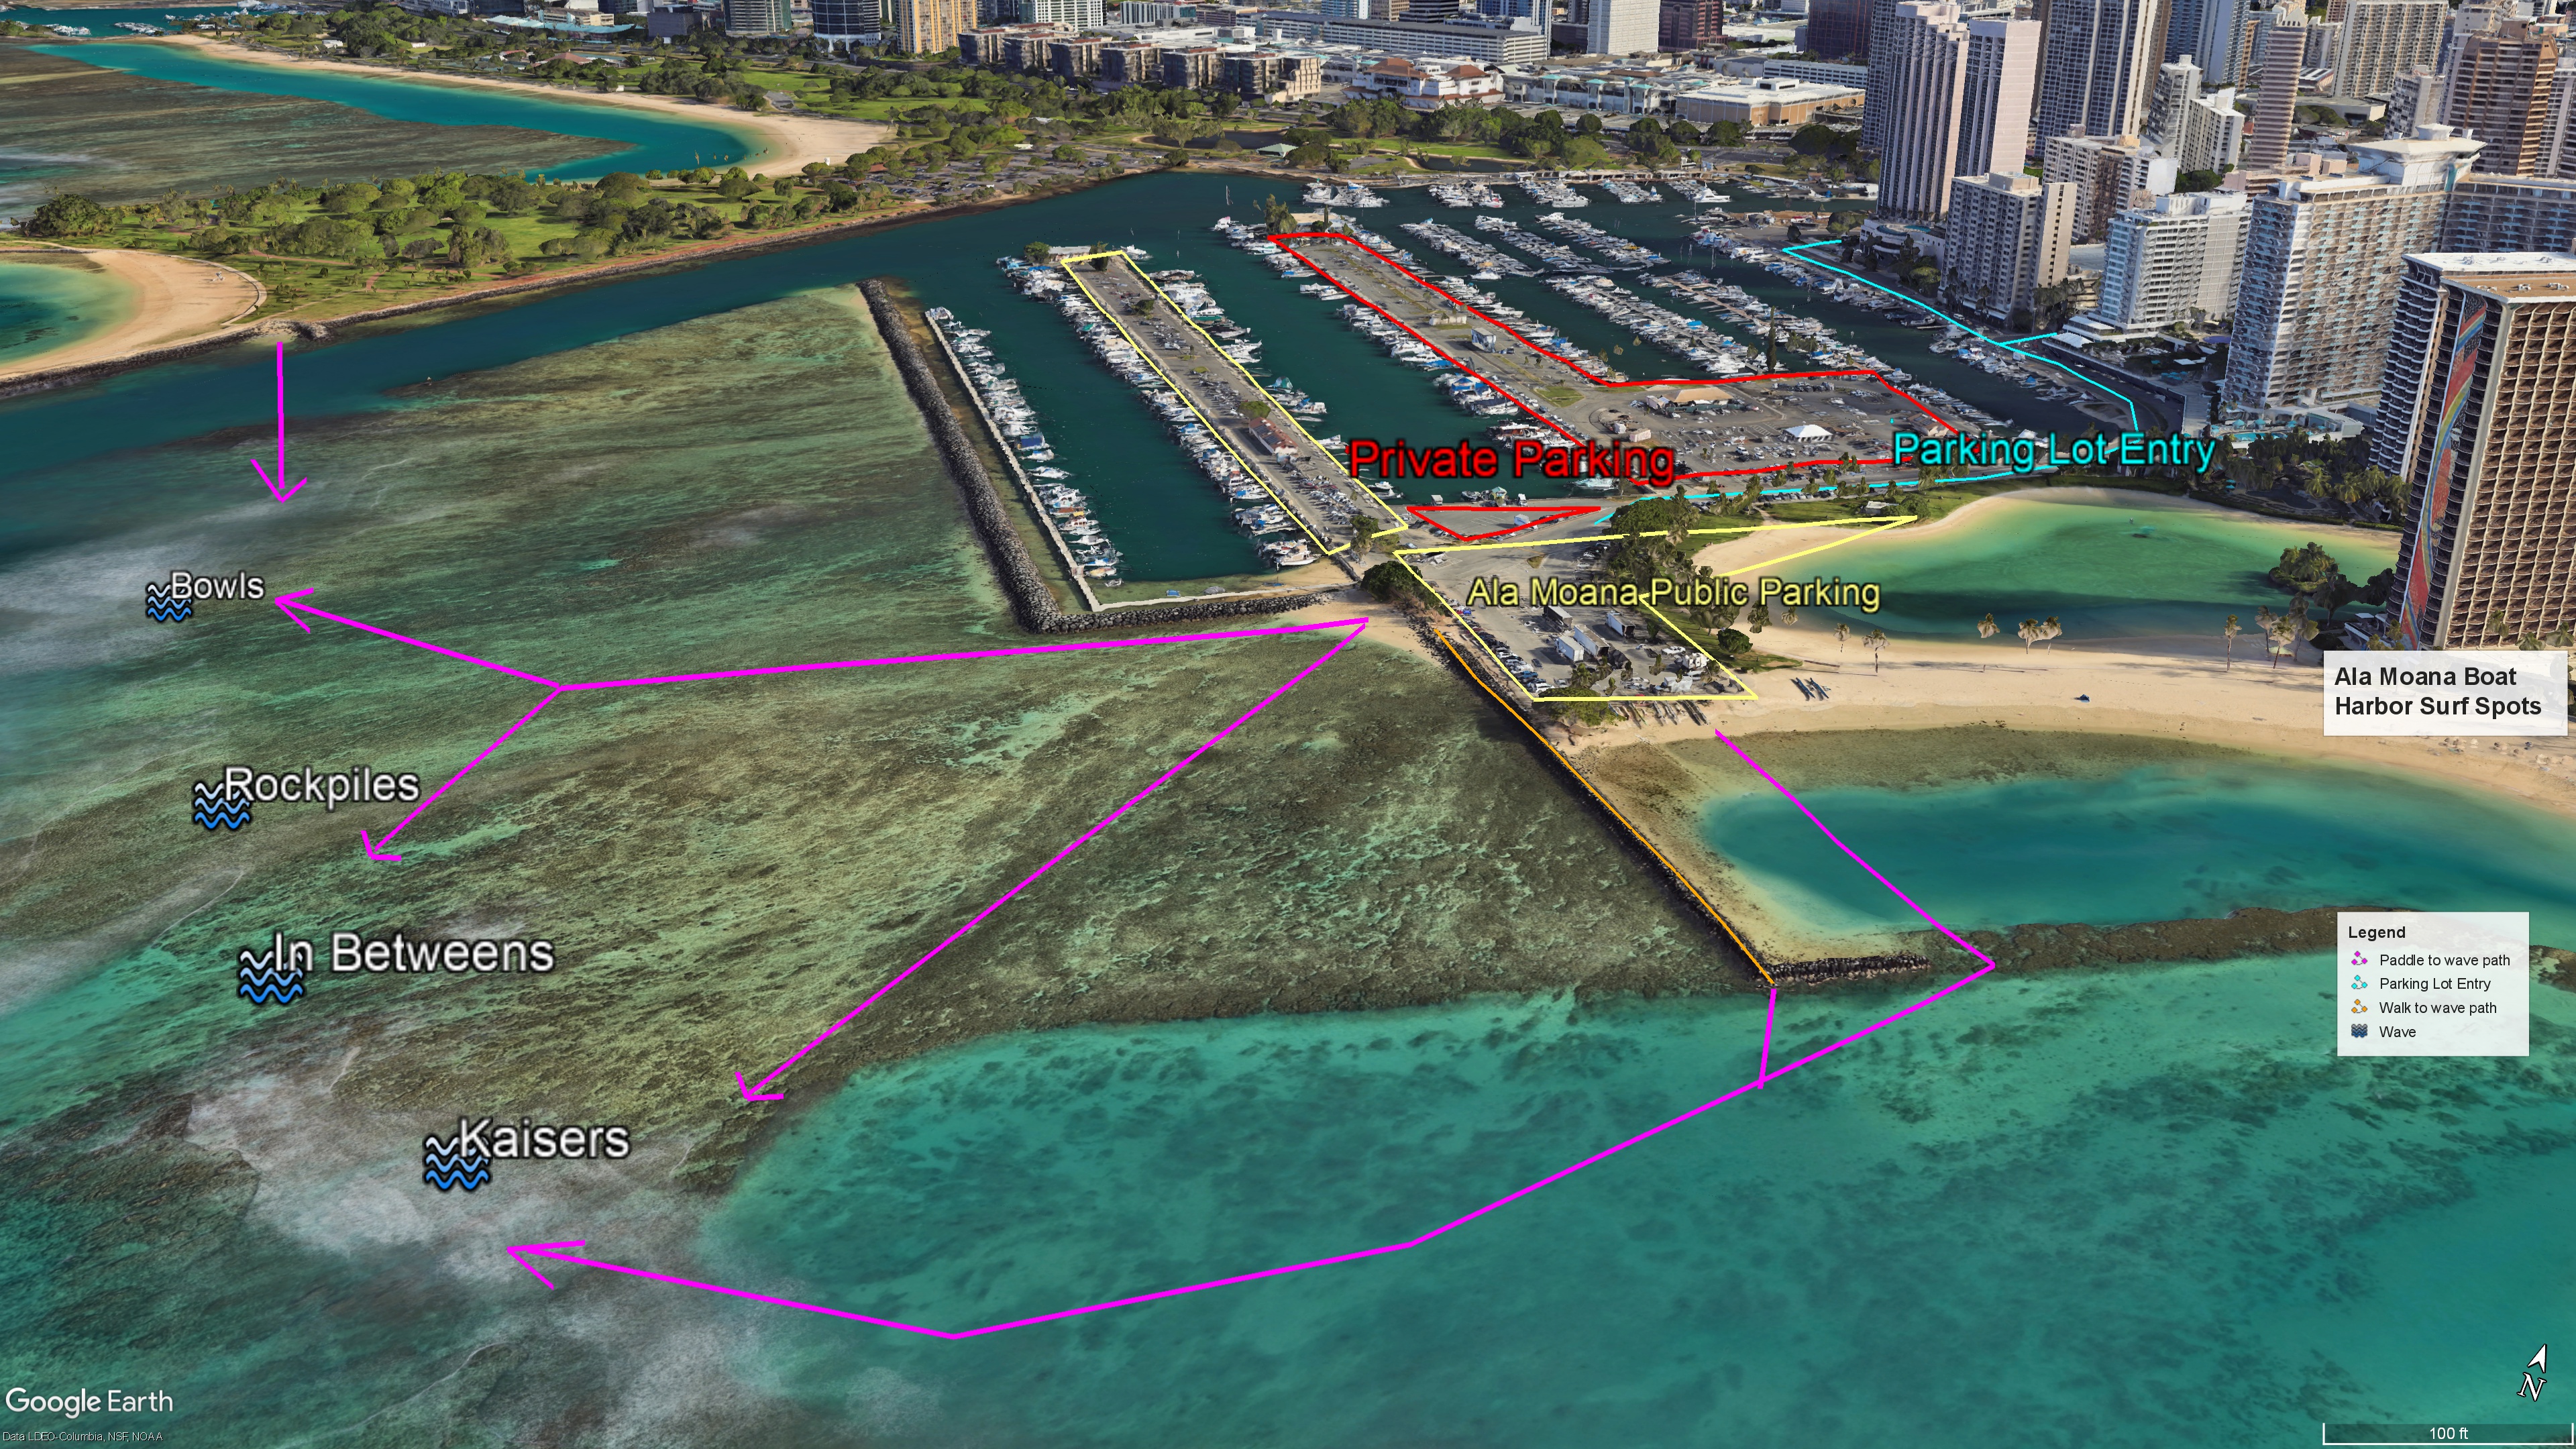 Private Parking
Parking Lot Entry
Bowls
Ala Moana Public Parking
Ala Moana Boat
Harbor Surf Spots
Rockpiles
In Betweens
Legend
Paddle to wave path
Parking Lot Entry
Walk to wave path
Wave
Kaisers
N
Google Earth
Data LDEO-Columbia, NSF, NOAA
100 ft